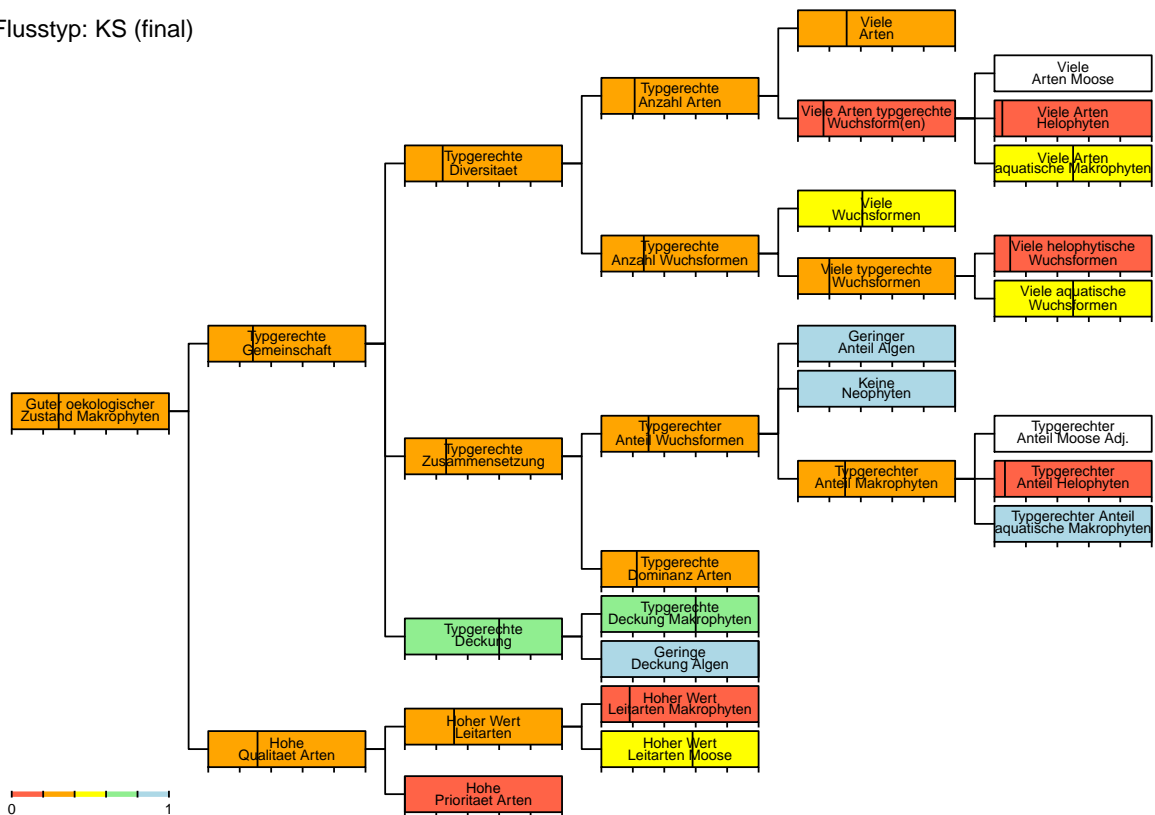 Flusstyp: KS (final)
Viele
Arten
Viele
Arten Moose
Typgerechte
Anzahl Arten
Viele Arten typgerechte
Wuchsform(en)
Viele Arten
Helophyten
Typgerechte
Diversitaet
Viele Arten
aquatische Makrophyten
Viele
Wuchsformen
Typgerechte
Anzahl Wuchsformen
Viele helophytische
Wuchsformen
Viele typgerechte
Wuchsformen
Viele aquatische
Wuchsformen
Typgerechte
Gemeinschaft
Geringer
Anteil Algen
Keine
Neophyten
Guter oekologischer
Zustand Makrophyten
Typgerechter
Anteil Wuchsformen
Typgerechter
Anteil Moose Adj.
Typgerechte
Zusammensetzung
Typgerechter
Anteil Makrophyten
Typgerechter
Anteil Helophyten
Typgerechter Anteil
aquatische Makrophyten
Typgerechte
Dominanz Arten
Typgerechte
Deckung Makrophyten
Typgerechte
Deckung
Geringe
Deckung Algen
Hoher Wert
Leitarten Makrophyten
Hoher Wert
Leitarten
Hohe
Qualitaet Arten
Hoher Wert
Leitarten Moose
Hohe
Prioritaet Arten
0 1